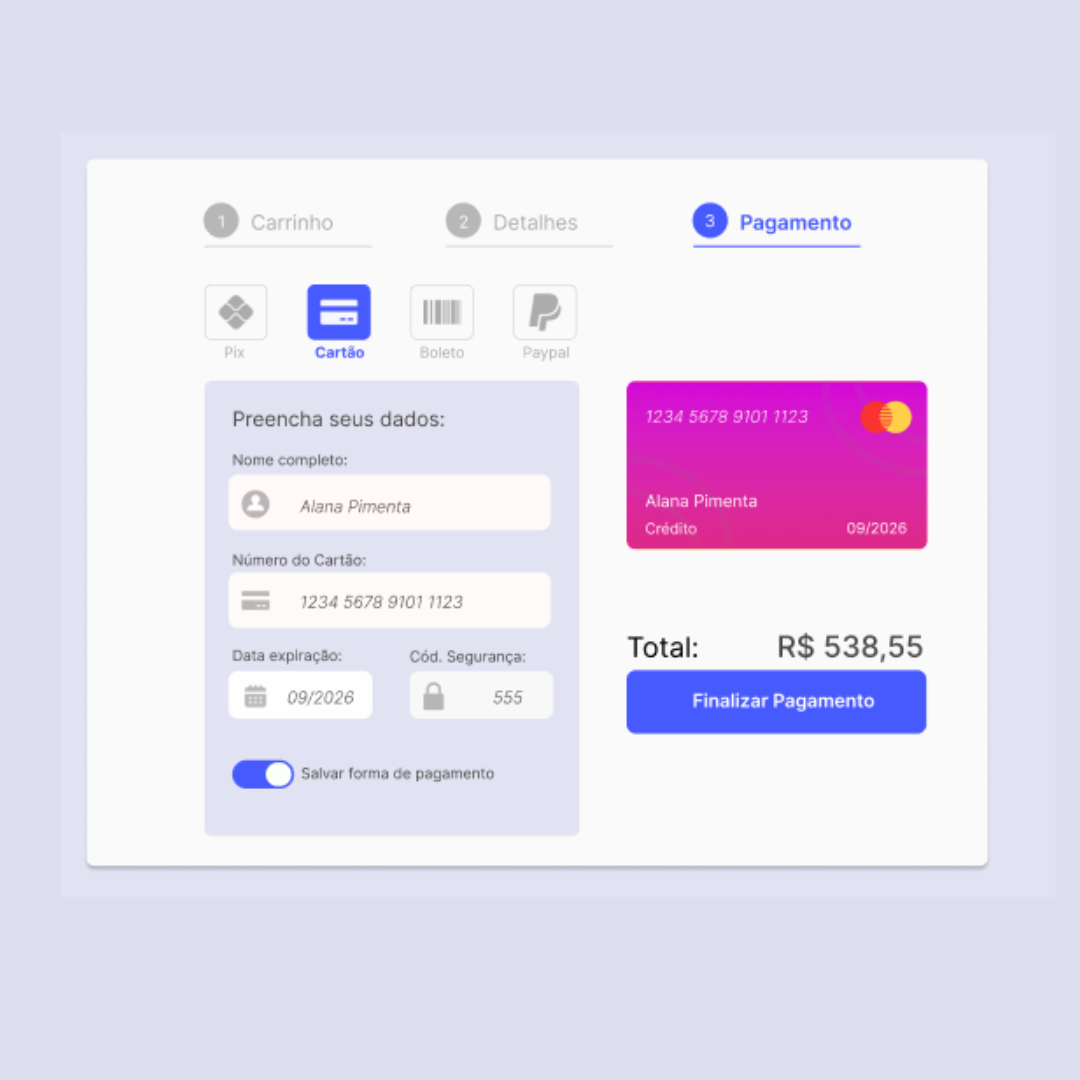 1 Carrinho
2 Detalhes
3 Pagamento
Pix
Cartão
Boleto
Paypal
Preencha seus dados:
Nome completo:
Alana Pimenta
Número do Cartão:
1234 5678 9101 1123
Data expiração:
Cód. Segurança:
09/2026
555
Salvar forma de pagamento
1234 5678 9101 1123
Alana Pimenta
Crédito
09/2026
Total:
R$ 538,55
Finalizar Pagamento